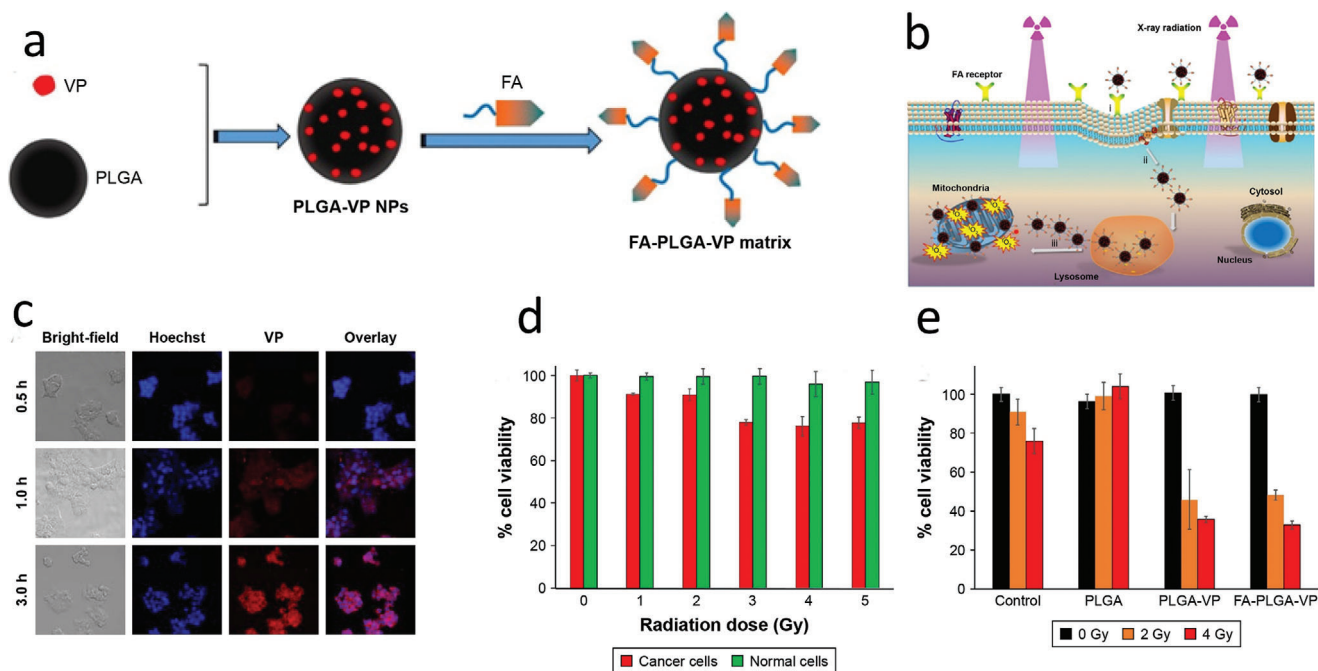 a
VP
PLGA
PLGA-VP NPs
FA
FA-PLGA-VP matrix
b
X-ray radiation
FA receptor
i
ii
Mitochondria
iii
Lysosome
Cytosol
Nucleus
c
Bright-field Hoechst VP Overlay
0.5 h
1.0 h
3.0 h
d
% cell viability
100
80
60
40
20
0
0 1 2 3 4 5
Radiation dose (Gy)
Cancer cells Normal cells
e
% cell viability
120
100
80
60
40
20
0
Control PLGA PLGA-VP FA-PLGA-VP
0 Gy 2 Gy 4 Gy